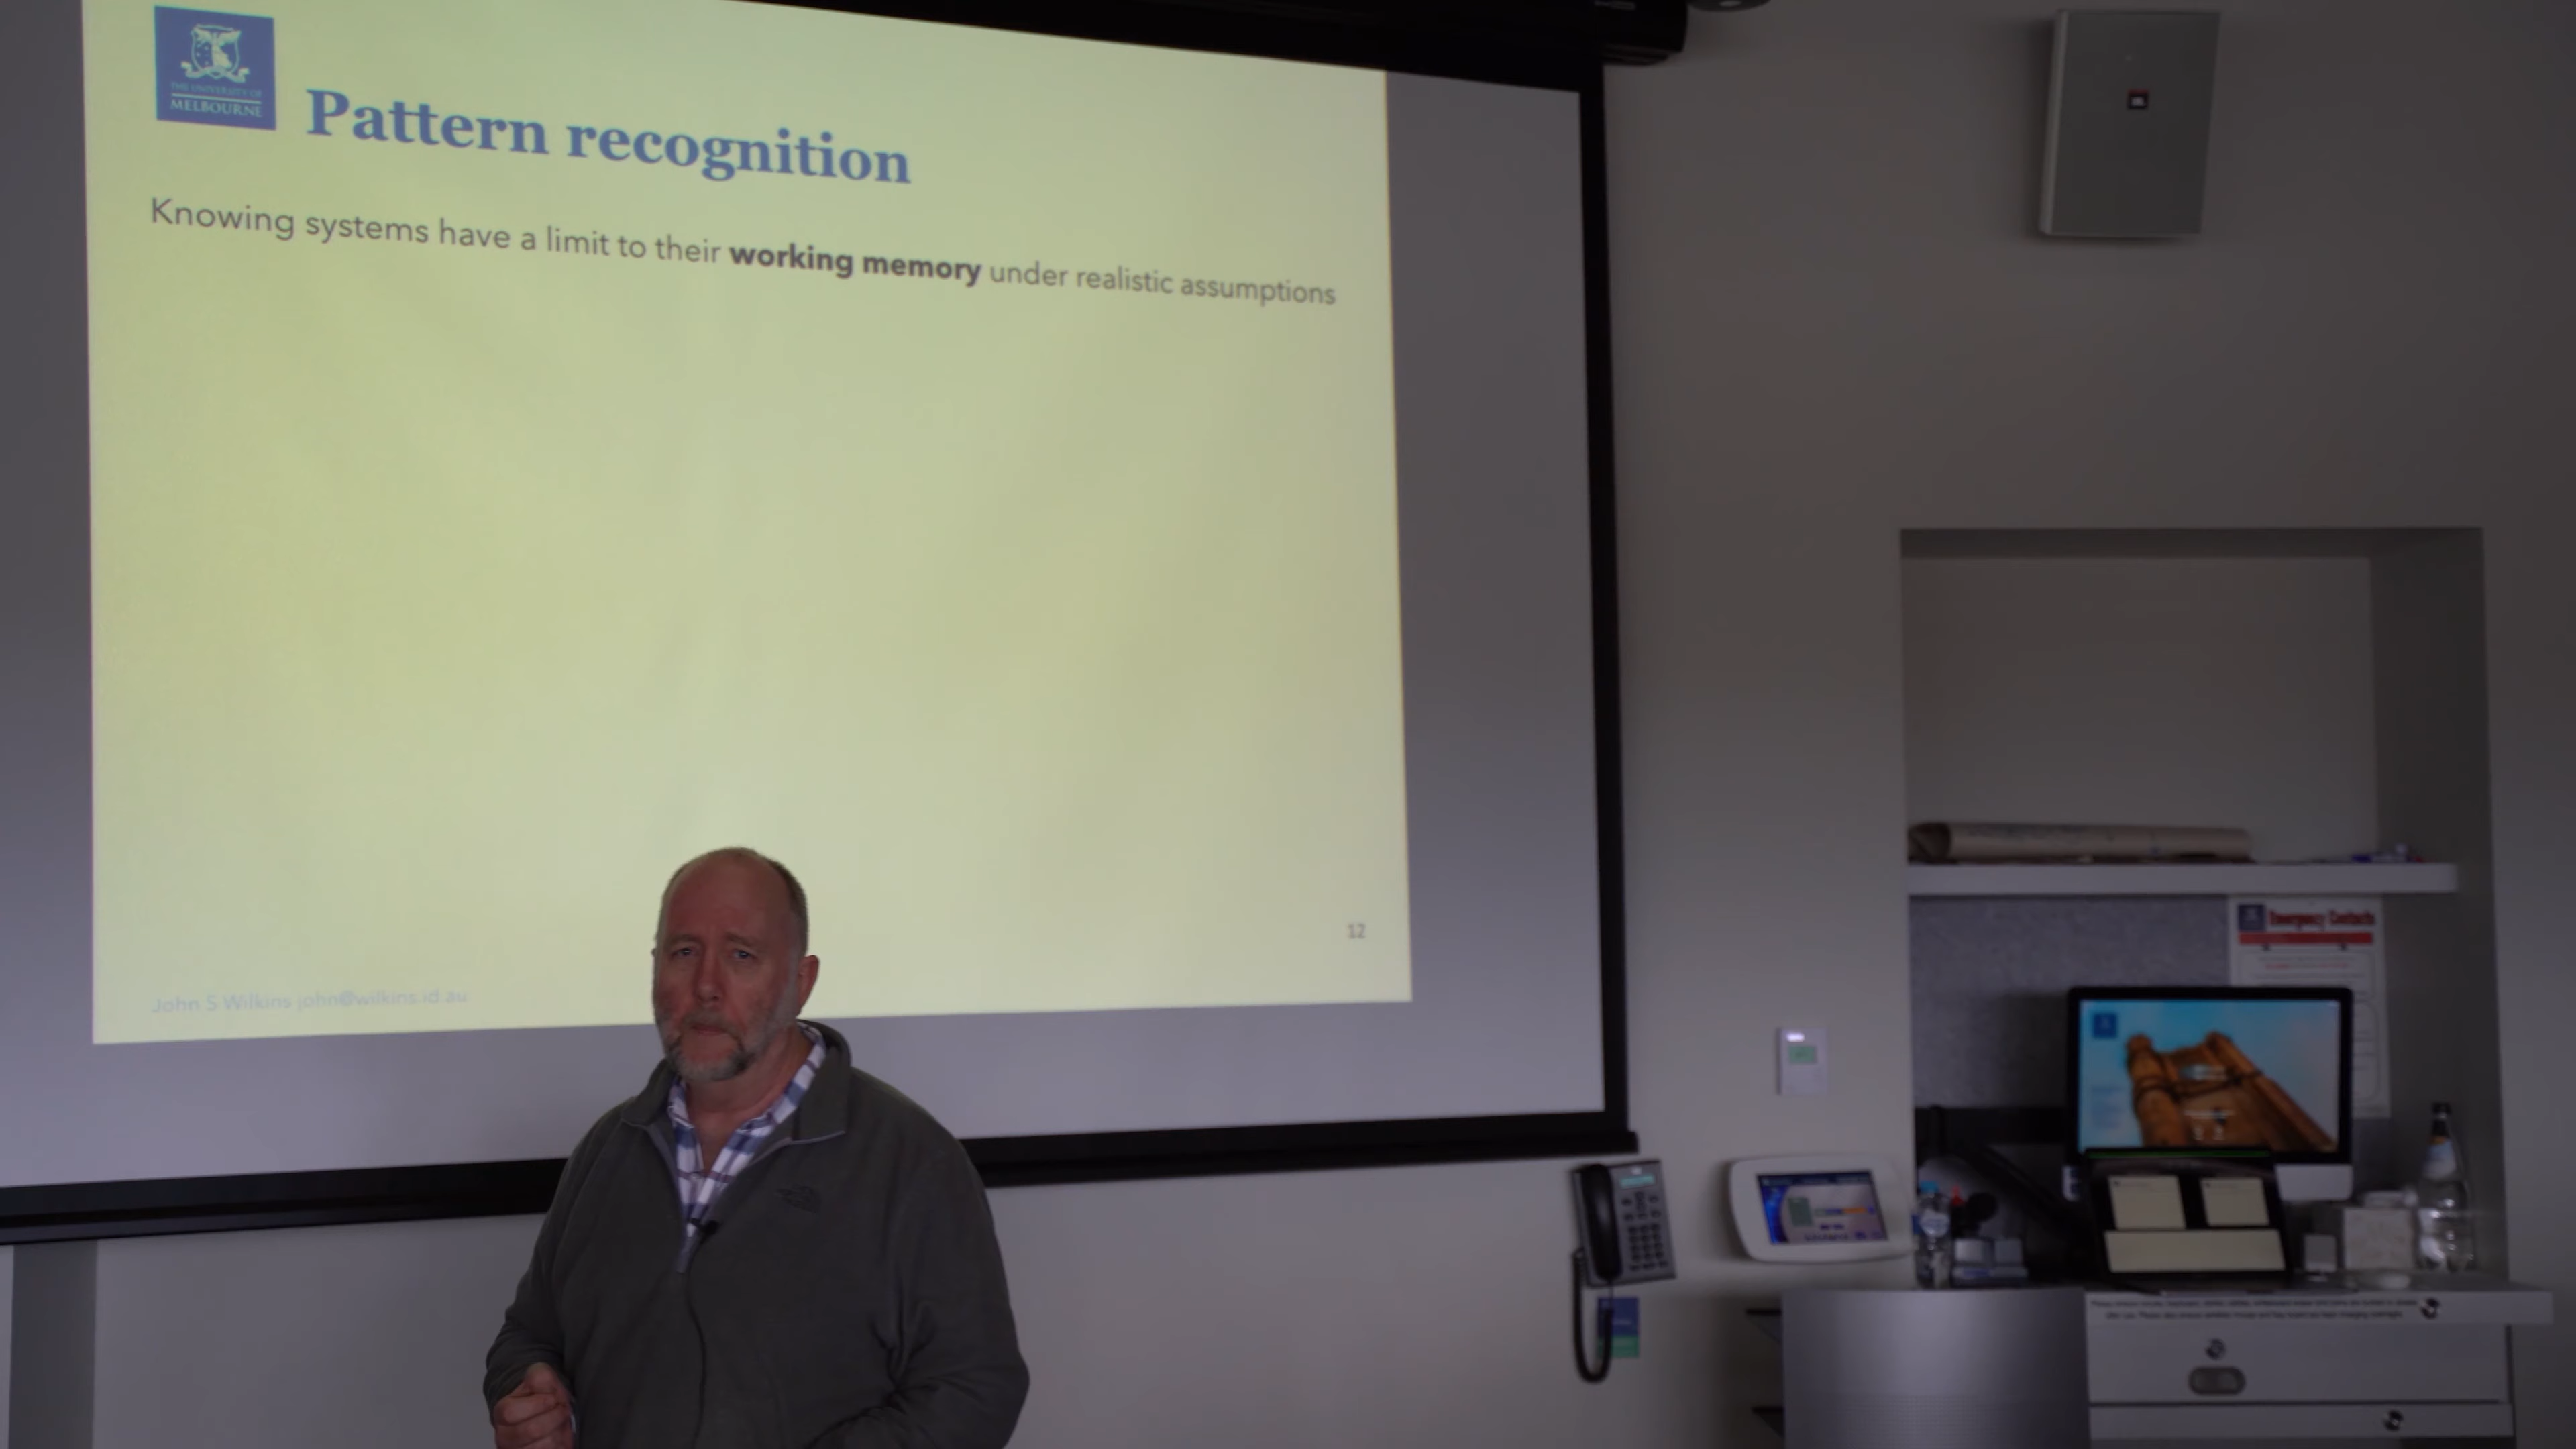 THE UNIVERSITY OF
MELBOURNE
Pattern recognition
Knowing systems have a limit to their working memory under realistic assumptions
12
John S Wilkins john@wilkins.id.au
Emergency Contacts